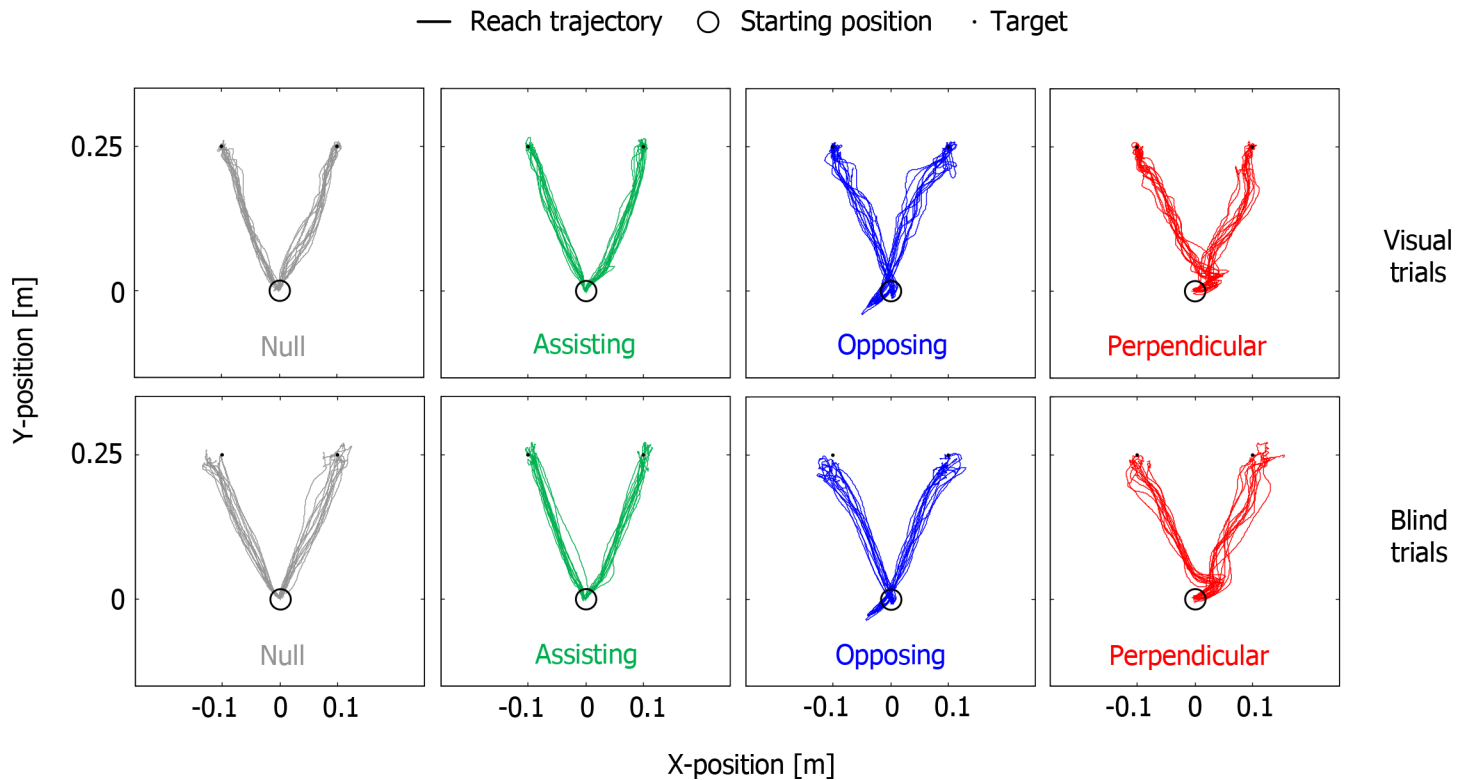 Reach trajectory Starting position Target
0.25
0
Null
Assisting
Opposing
Perpendicular
Visual
trials
Y-position [m]
0.25
0
Null
Assisting
Opposing
Perpendicular
Blind
trials
-0.1 0 0.1
-0.1 0 0.1
-0.1 0 0.1
-0.1 0 0.1
X-position [m]